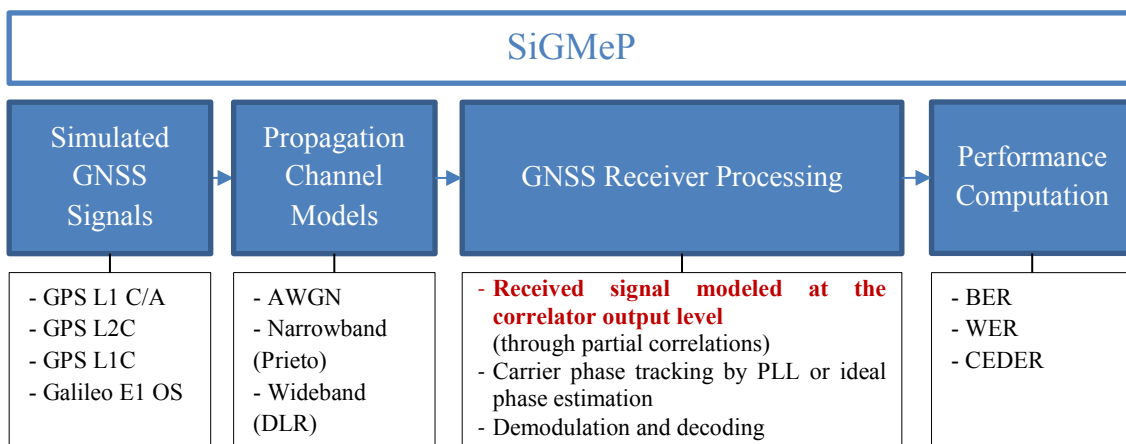 SiGMeP
Simulated
GNSS
Signals
Propagation
Channel
Models
GNSS Receiver Processing
Performance
Computation
- GPS L1 C/A
- GPS L2C
- GPS L1C
- Galileo E1 OS
- AWGN
- Narrowband
(Prieto)
- Wideband
(DLR)
- Received signal modeled at the
correlator output level
(through partial correlations)
- Carrier phase tracking by PLL or ideal
phase estimation
- Demodulation and decoding
- BER
- WER
- CEDER